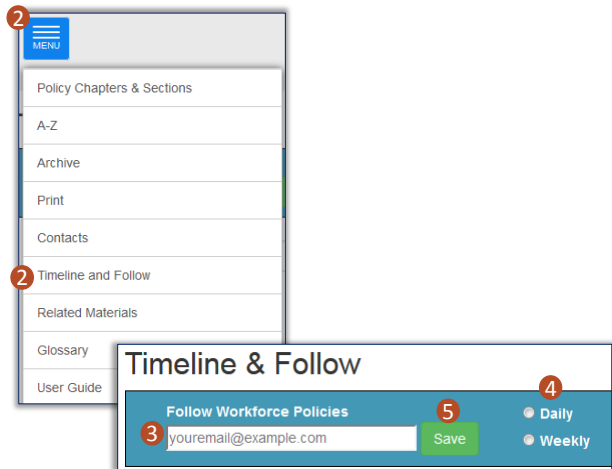 2
MENU
Policy Chapters & Sections
A-Z
Archive
Print
Contacts
2 Timeline and Follow
Related Materials
Glossary
User Guide
Timeline & Follow
4
Follow Workforce Policies 5 Daily
3 youremail@example.com Save Weekly